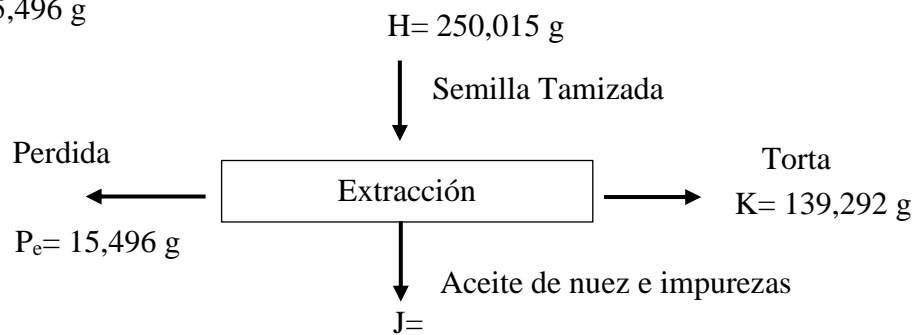 5,496 g
H= 250,015 g
Semilla Tamizada
Perdida
Torta
Extracción
K= 139,292 g
Pe= 15,496 g
Aceite de nuez e impurezas
J=